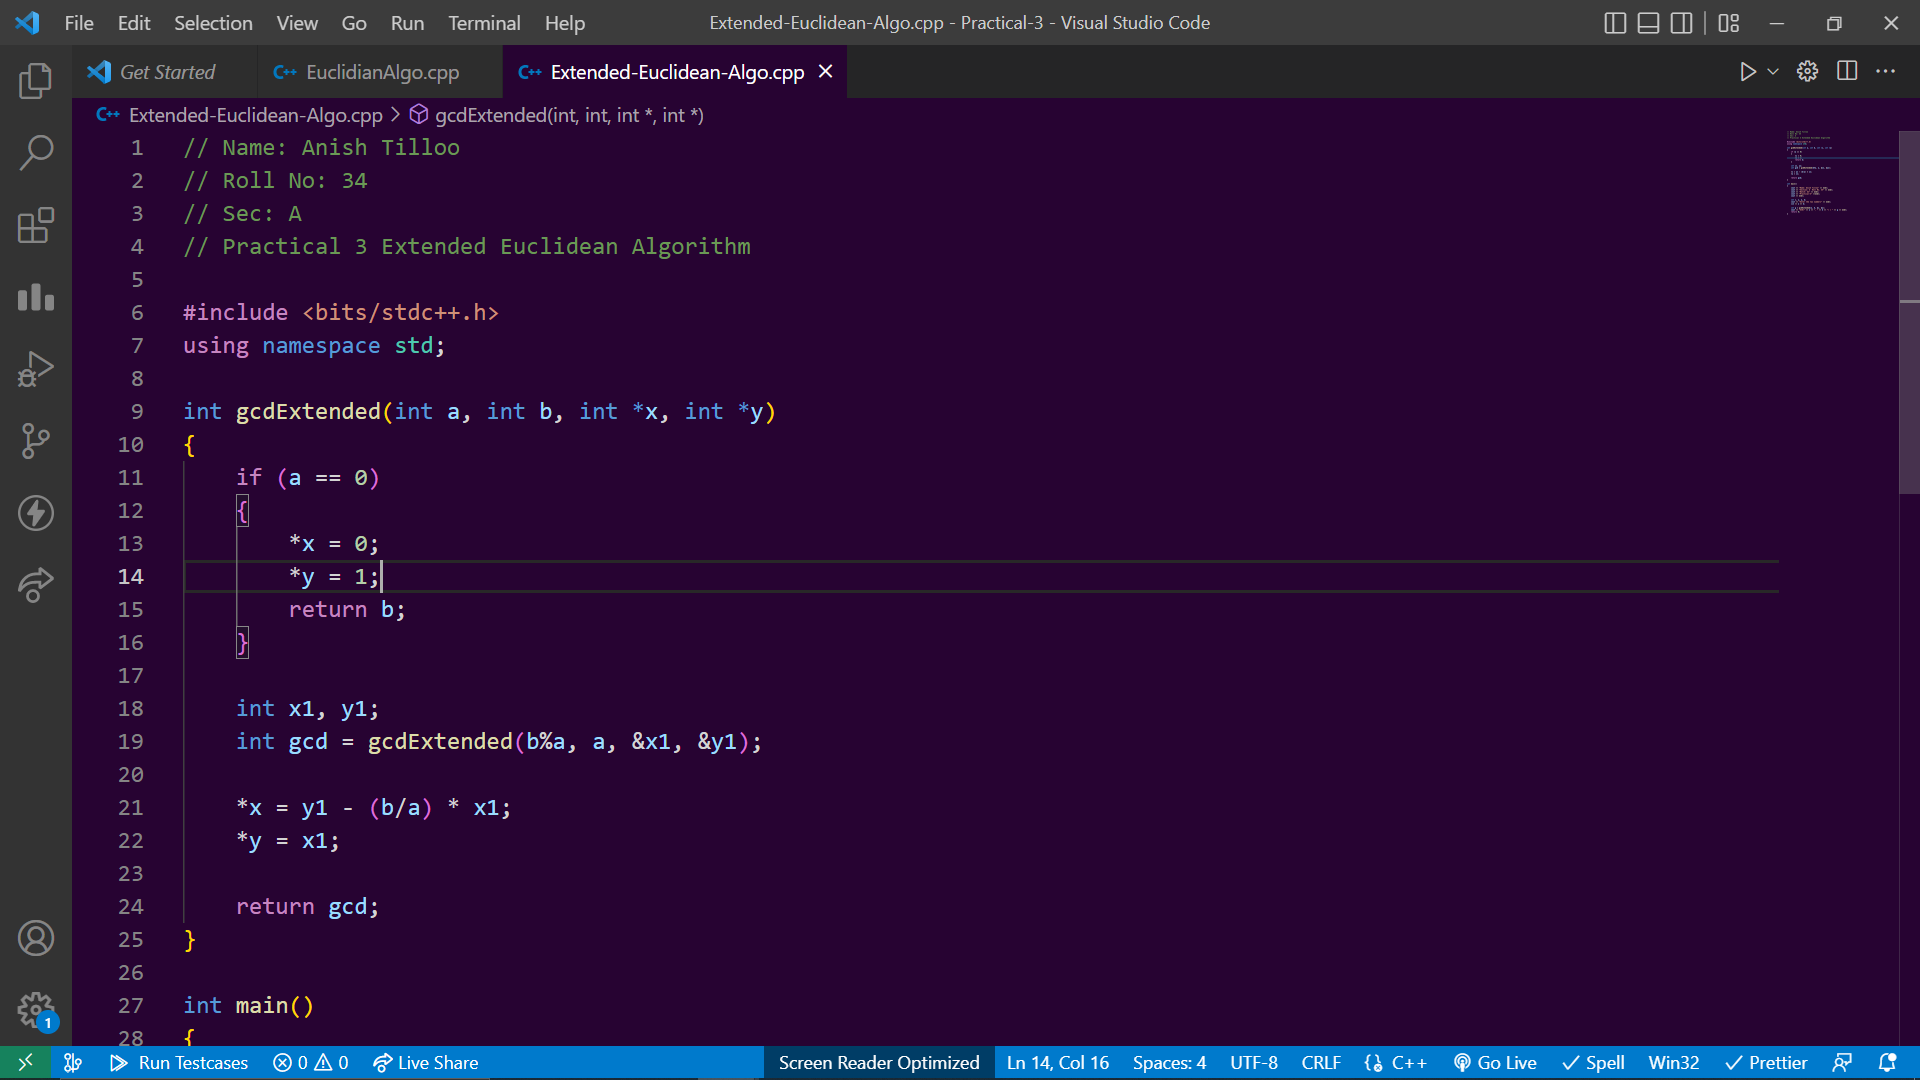 File Edit Selection View Go Run Terminal Help
Extended-Euclidean-Algo.cpp - Practical-3 - Visual Studio Code
Get Started
C++ EuclidianAlgo.cpp
C++ Extended-Euclidean-Algo.cpp
C++ Extended-Euclidean-Algo.cpp > gcdExtended(int, int, int *, int *)
1 // Name: Anish Tilloo
2 // Roll No: 34
3 // Sec: A
4 // Practical 3 Extended Euclidean Algorithm
5
6 #include <bits/stdc++.h>
7 using namespace std;
8
9 int gcdExtended(int a, int b, int *x, int *y)
10 {
11     if (a == 0)
12     {
13         *x = 0;
14         *y = 1;
15         return b;
16     }
17
18     int x1, y1;
19     int gcd = gcdExtended(b%a, a, &x1, &y1);
20
21     *x = y1 - (b/a) * x1;
22     *y = x1;
23
24     return gcd;
25 }
26
27 int main()
28 {
1
Run Testcases 0 0 Live Share Screen Reader Optimized Ln 14, Col 16 Spaces: 4 UTF-8 CRLF C++ Go Live Spell Win32 Prettier